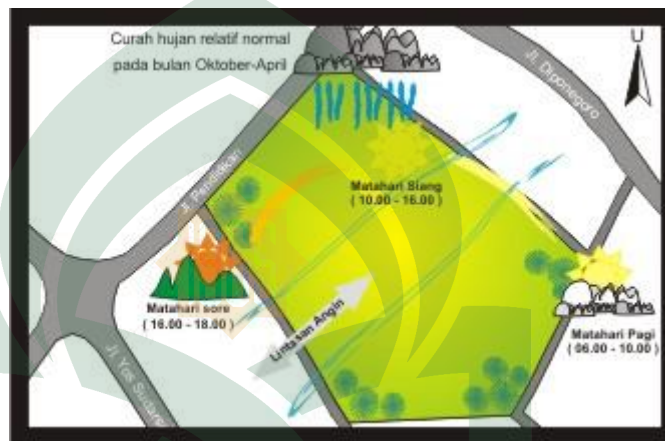 Curah hujan relatif normal
pada bulan Oktober-April
U
Jl. Diponegoro
Jl. Pendidikan
Matahari Siang
( 10.00 - 16.00 )
Matahari sore
( 16.00 - 18.00 )
Lintasan Angin
Matahari Pagi
( 06.00 - 10.00 )
Jl. Yos Sudarso